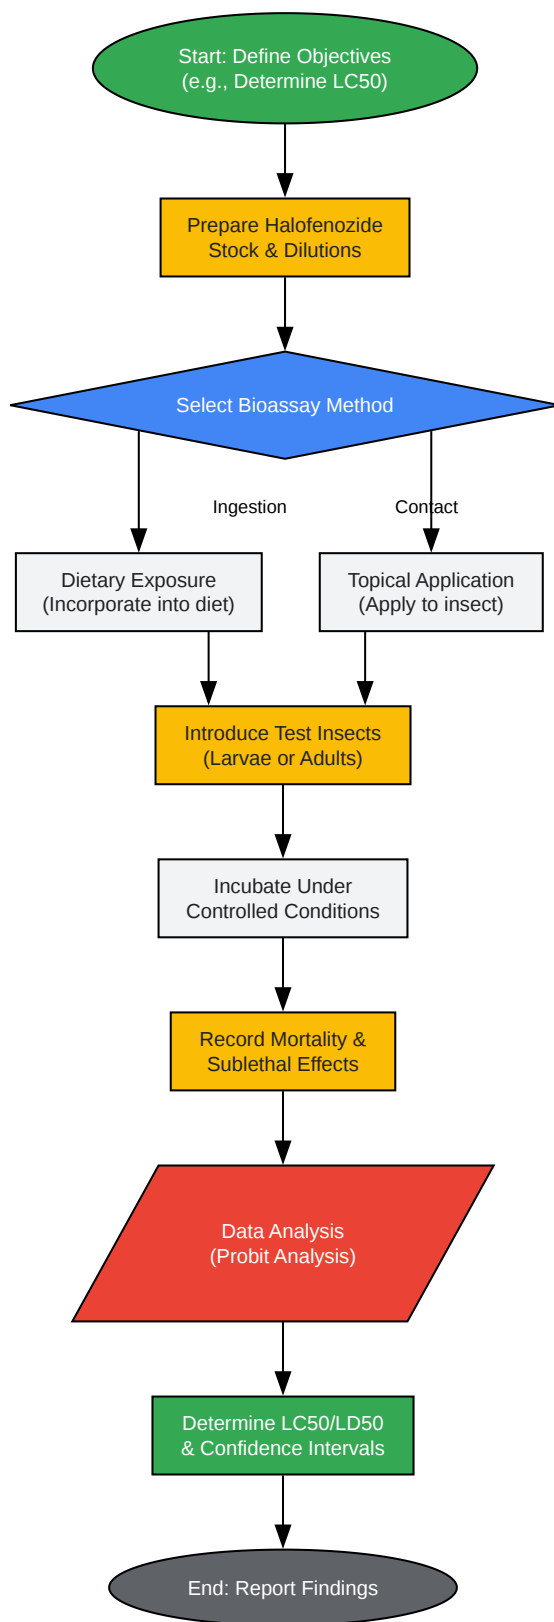 Start: Define Objectives
(e.g., Determine LC50)
Prepare Halofenozide
Stock & Dilutions
Select Bioassay Method
Ingestion
Contact
Dietary Exposure
(Incorporate into diet)
Topical Application
(Apply to insect)
Introduce Test Insects
(Larvae or Adults)
Incubate Under
Controlled Conditions
Record Mortality &
Sublethal Effects
Data Analysis
(Probit Analysis)
Determine LC50/LD50
& Confidence Intervals
End: Report Findings